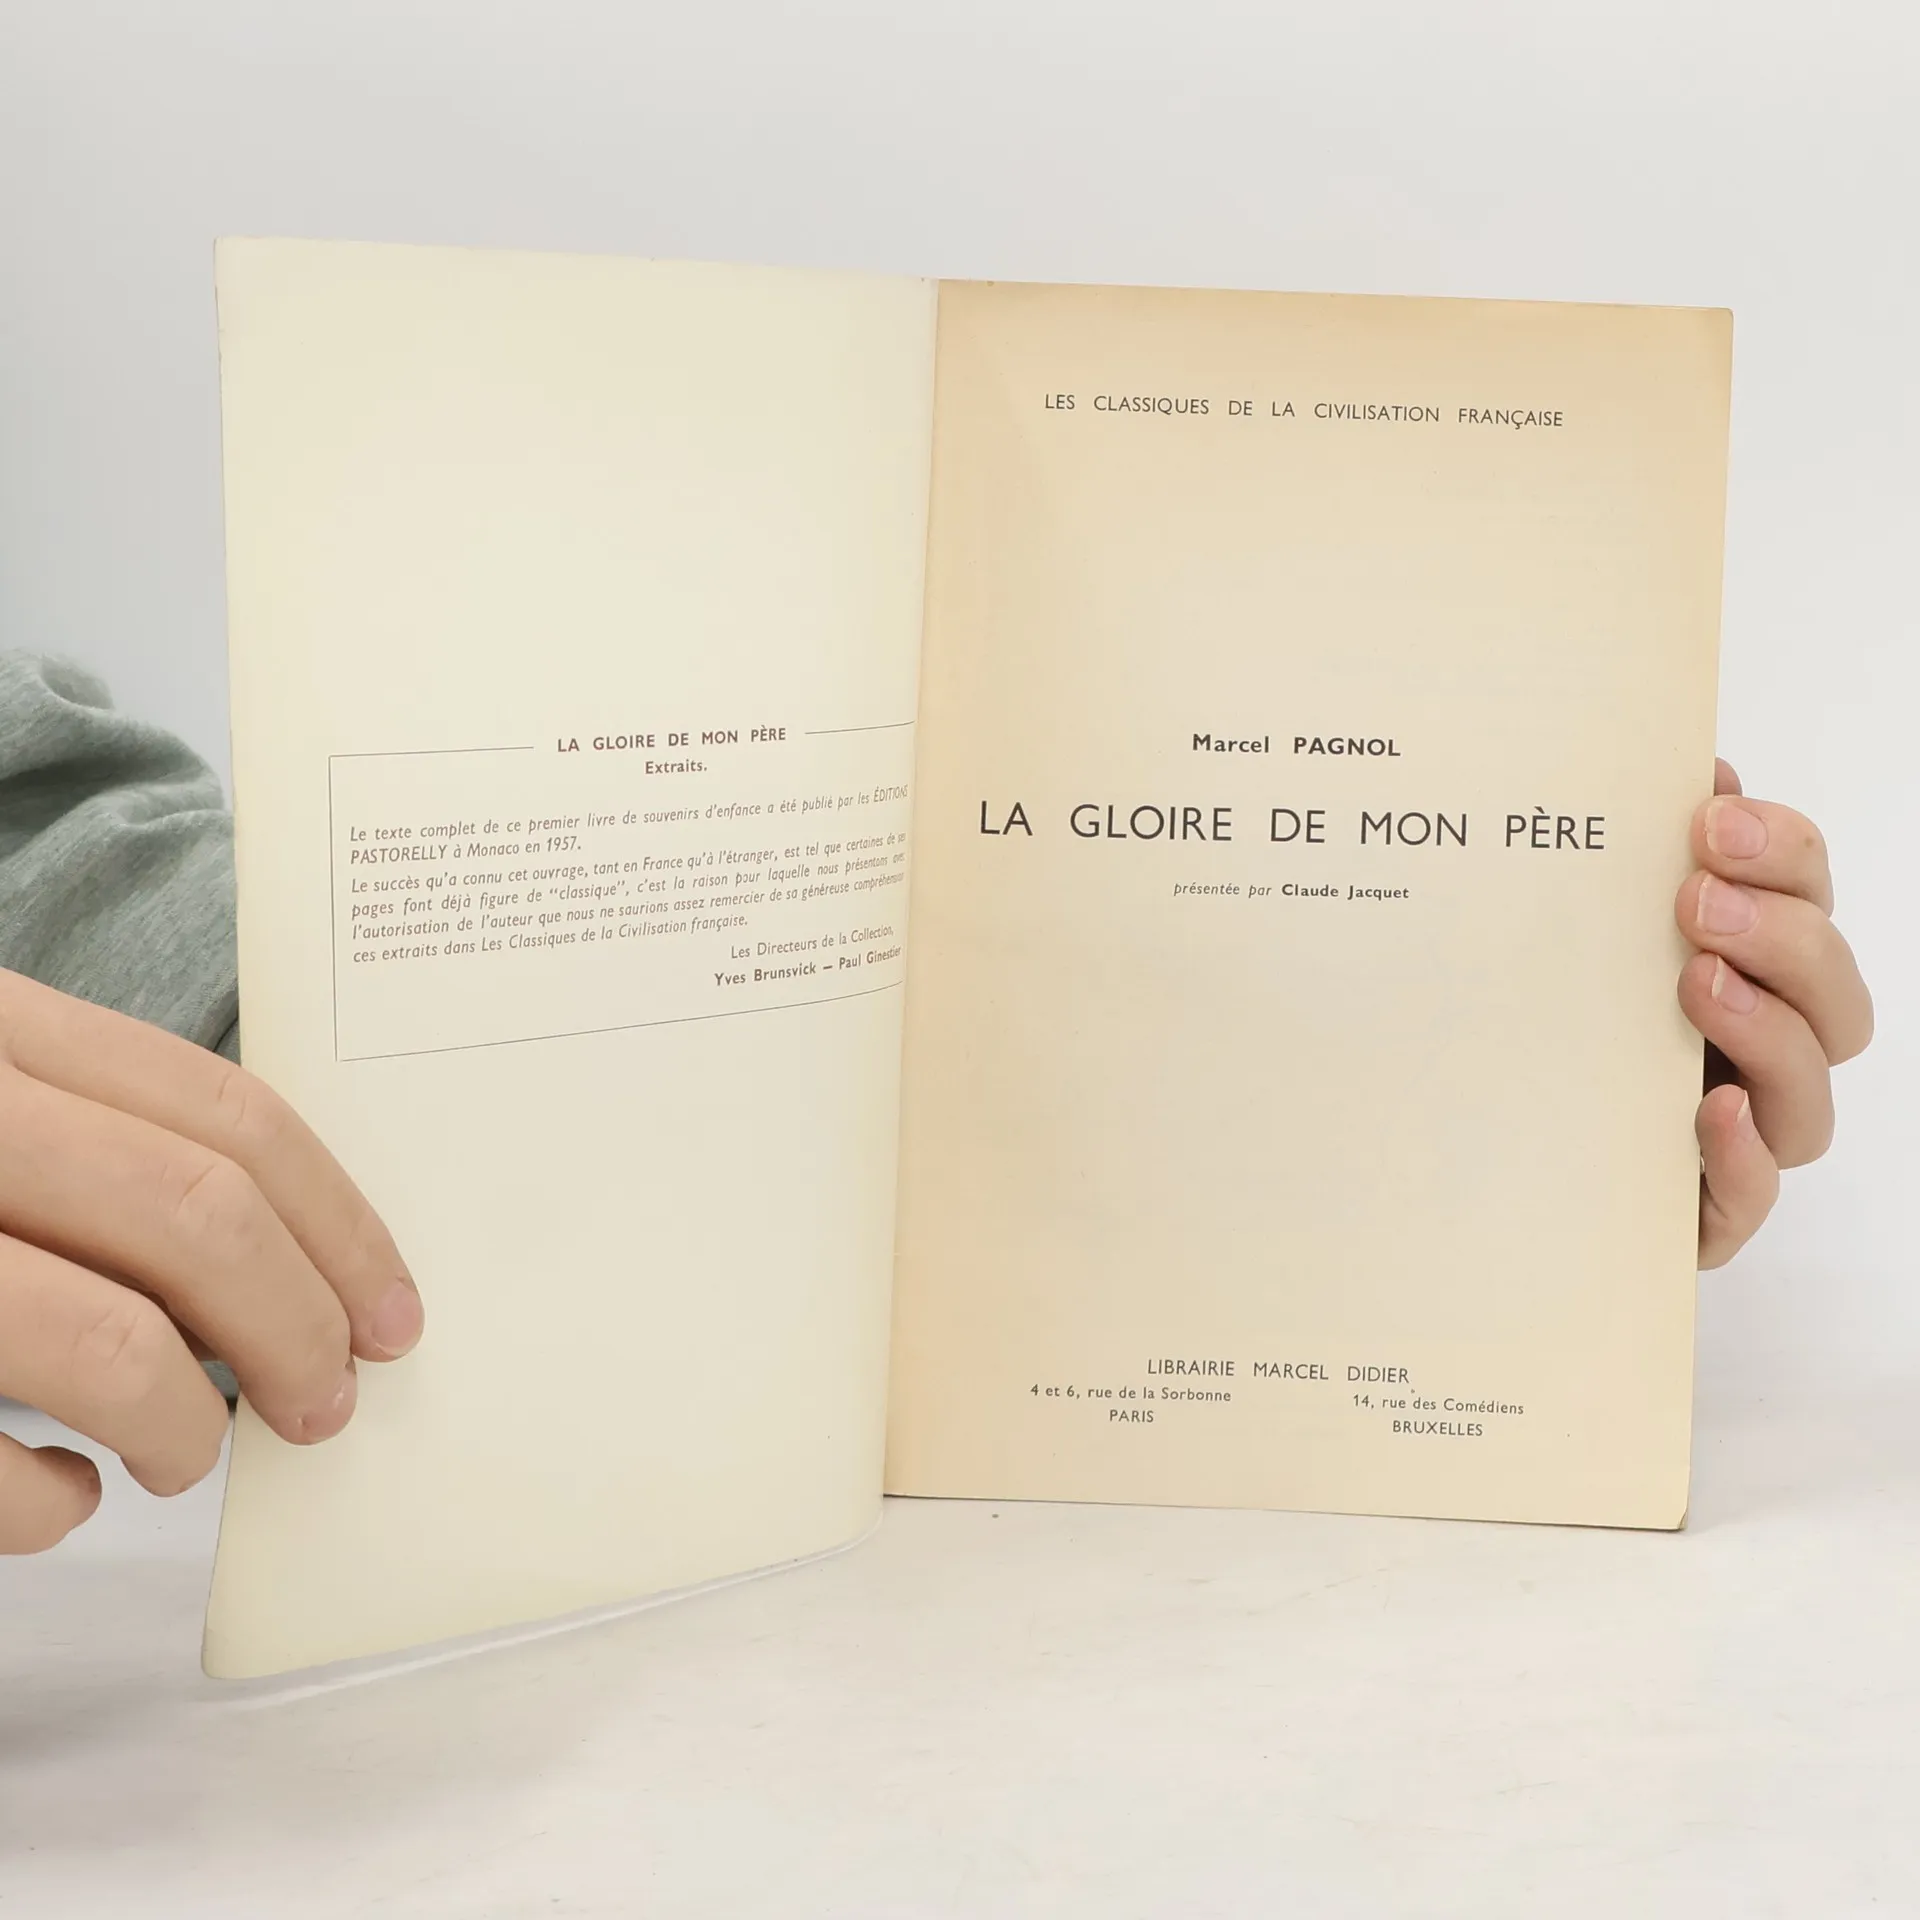 LA GLOIRE DE MON PÈRE
Extraits.
Le texte complet de ce premier livre de souvenirs d'enfance a été publié par les ÉDITIONS
PASTORELLY à Monaco en 1957.
Le succès qu'a connu cet ouvrage, tant en France qu'à l'étranger, est tel que certaines de ses
pages font déjà figure de "classique", c'est la raison pour laquelle nous présentons avec
l'autorisation de l'auteur que nous ne saurions assez remercier de sa généreuse compréhension
ces extraits dans Les Classiques de la Civilisation française.
Les Directeurs de la Collection,
Yves Brunsvick — Paul Ginestier
LES CLASSIQUES DE LA CIVILISATION FRANÇAISE
Marcel PAGNOL
LA GLOIRE DE MON PÈRE
présentée par Claude Jacquet
LIBRAIRIE MARCEL DIDIER
4 et 6, rue de la Sorbonne
PARIS
14, rue des Comédiens
BRUXELLES